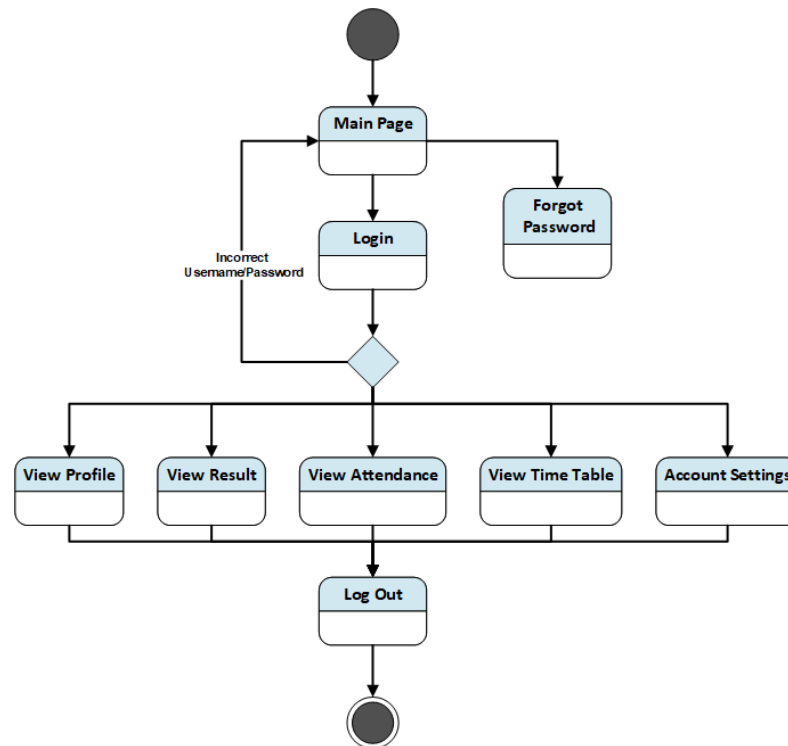 Main Page
Forgot
Password
Login
Incorrect
Username/Password
View Profile
View Result
View Attendance
View Time Table
Account Settings
Log Out